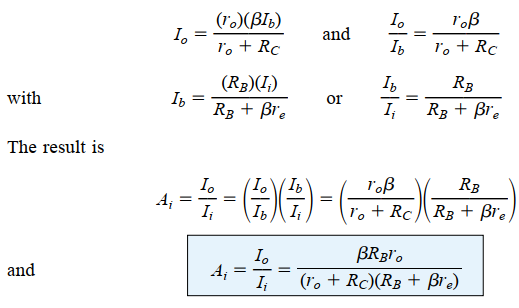 I_o = (r_o)(βI_b) / (r_o + R_C) and I_o / I_b = r_oβ / (r_o + R_C)
with I_b = (R_B)(I_i) / (R_B + βr_e) or I_b / I_i = R_B / (R_B + βr_e)
The result is
A_i = I_o / I_i = (I_o / I_b)(I_b / I_i) = (r_oβ / (r_o + R_C))(R_B / (R_B + βr_e))
and A_i = I_o / I_i = βR_Br_o / ((r_o + R_C)(R_B + βr_e))